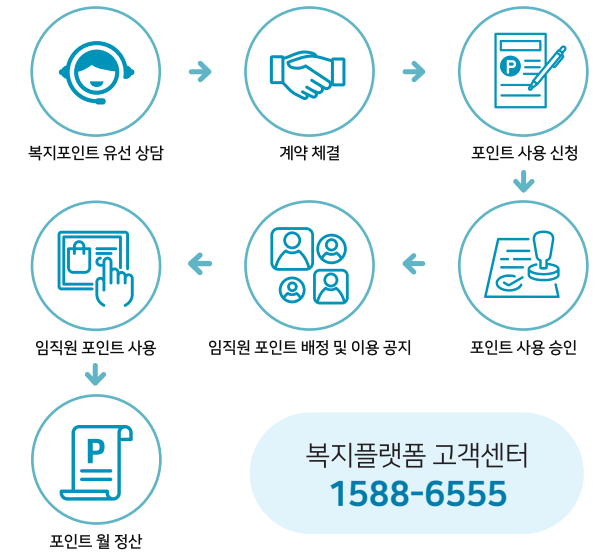 복지포인트 유선 상담
계약 체결
P
포인트 사용 신청
포인트 사용 승인
임직원 포인트 배정 및 이용 공지
임직원 포인트 사용
P
포인트 월 정산
복지플랫폼 고객센터
1588-6555